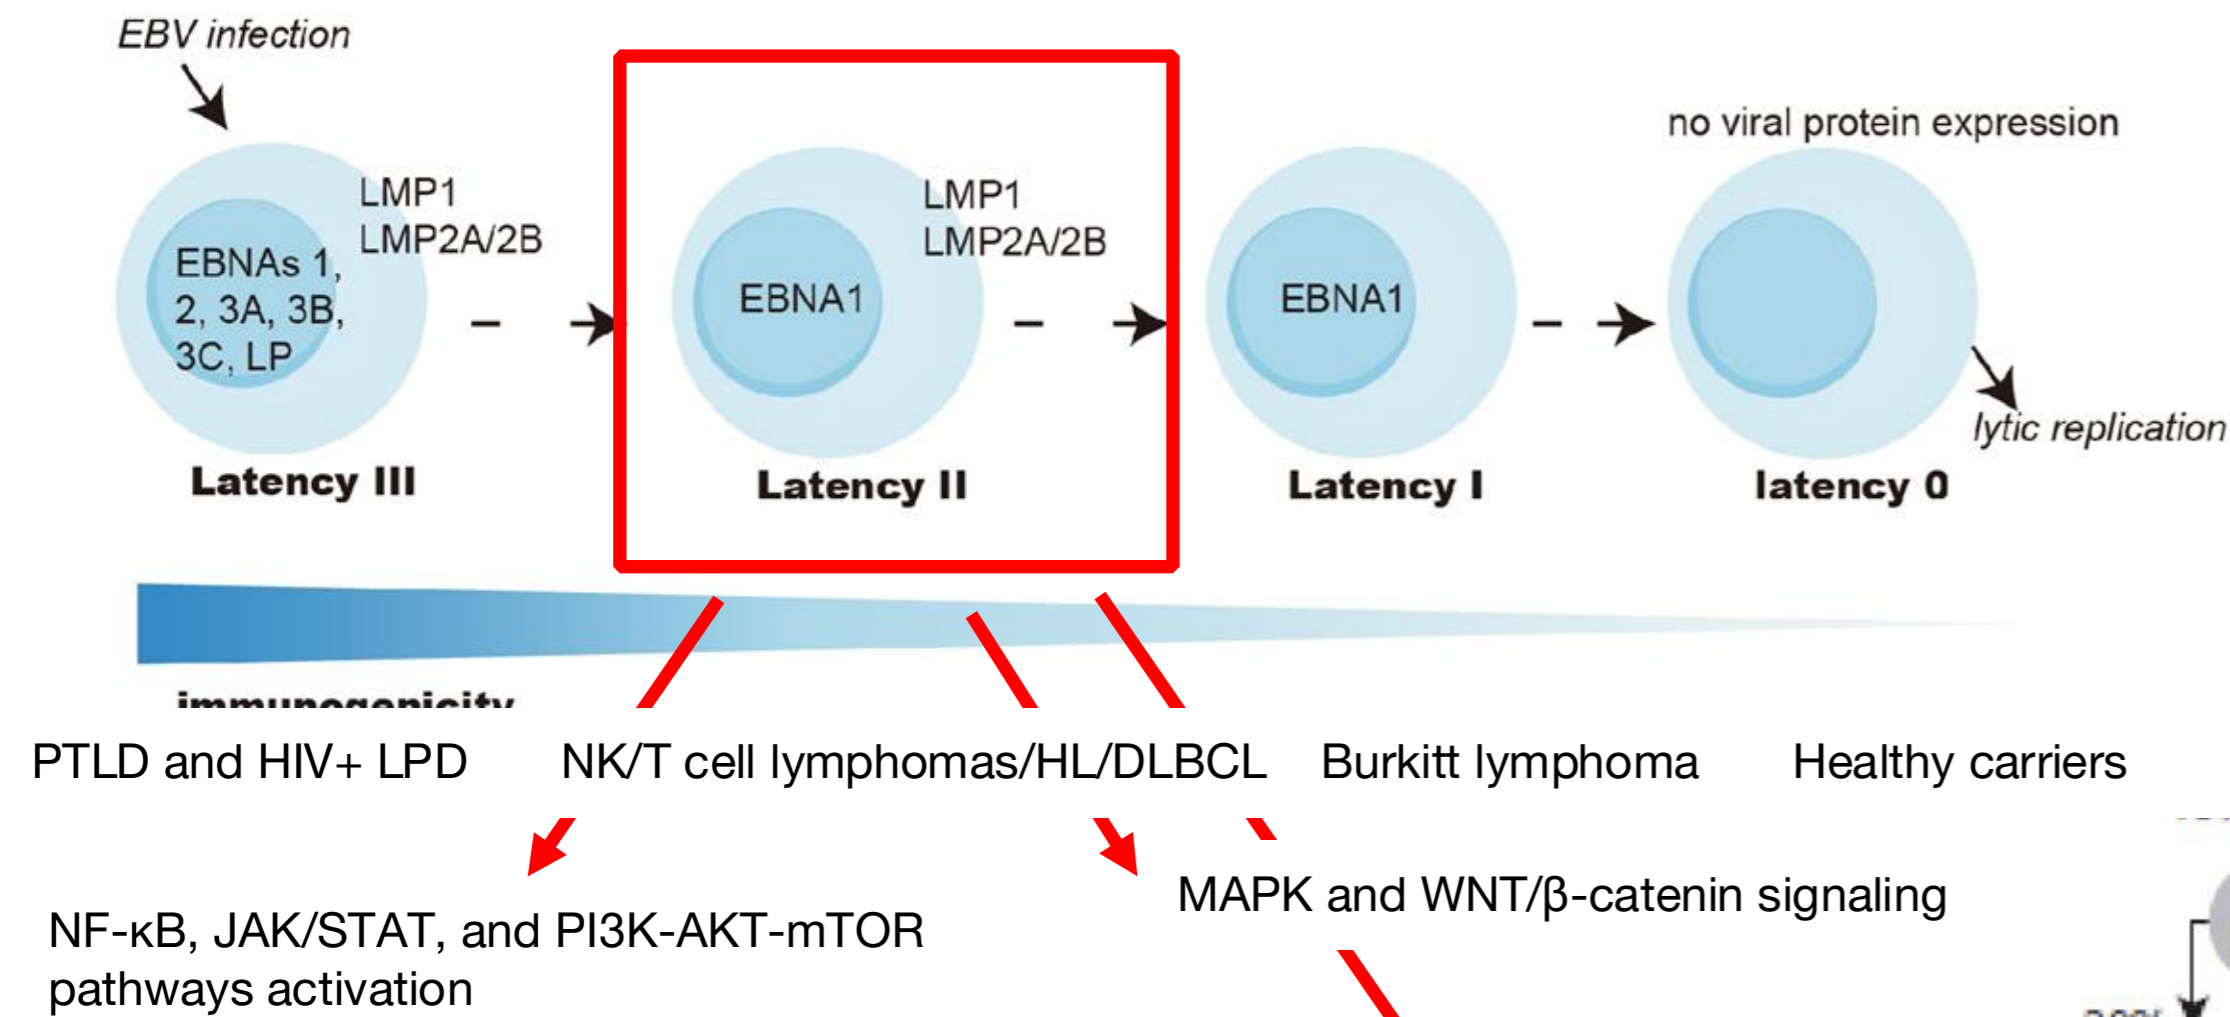 EBV infection
no viral protein expression
LMP1
LMP2A/2B
EBNAs 1,
2, 3A, 3B,
3C, LP
LMP1
LMP2A/2B
EBNA1
EBNA1
lytic replication
Latency III
Latency II
Latency I
latency 0
immunogenicity
PTLD and HIV+ LPD
NK/T cell lymphomas/HL/DLBCL
Burkitt lymphoma
Healthy carriers
MAPK and WNT/β-catenin signaling
NF-κB, JAK/STAT, and PI3K-AKT-mTOR
pathways activation